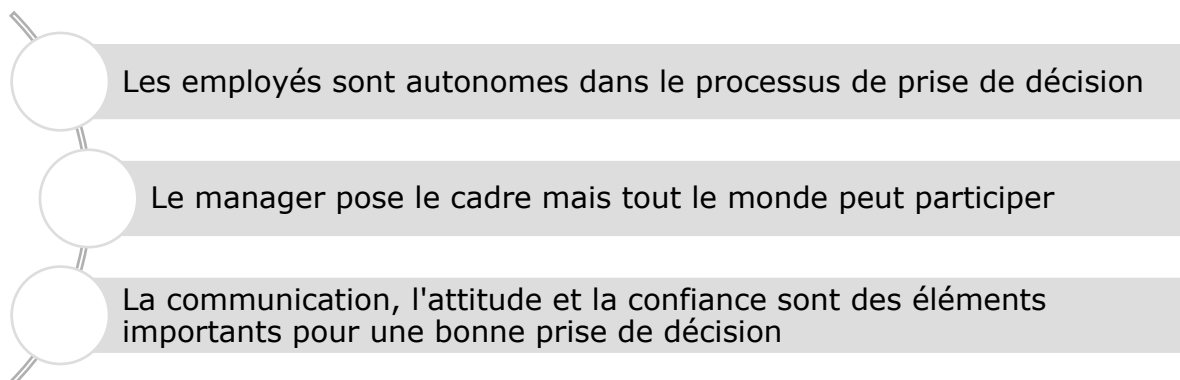 Les employés sont autonomes dans le processus de prise de décision
Le manager pose le cadre mais tout le monde peut participer
La communication, l'attitude et la confiance sont des éléments
importants pour une bonne prise de décision